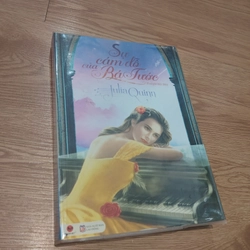 Sự
cám dỗ
của Bá Tước
Julia Quinn